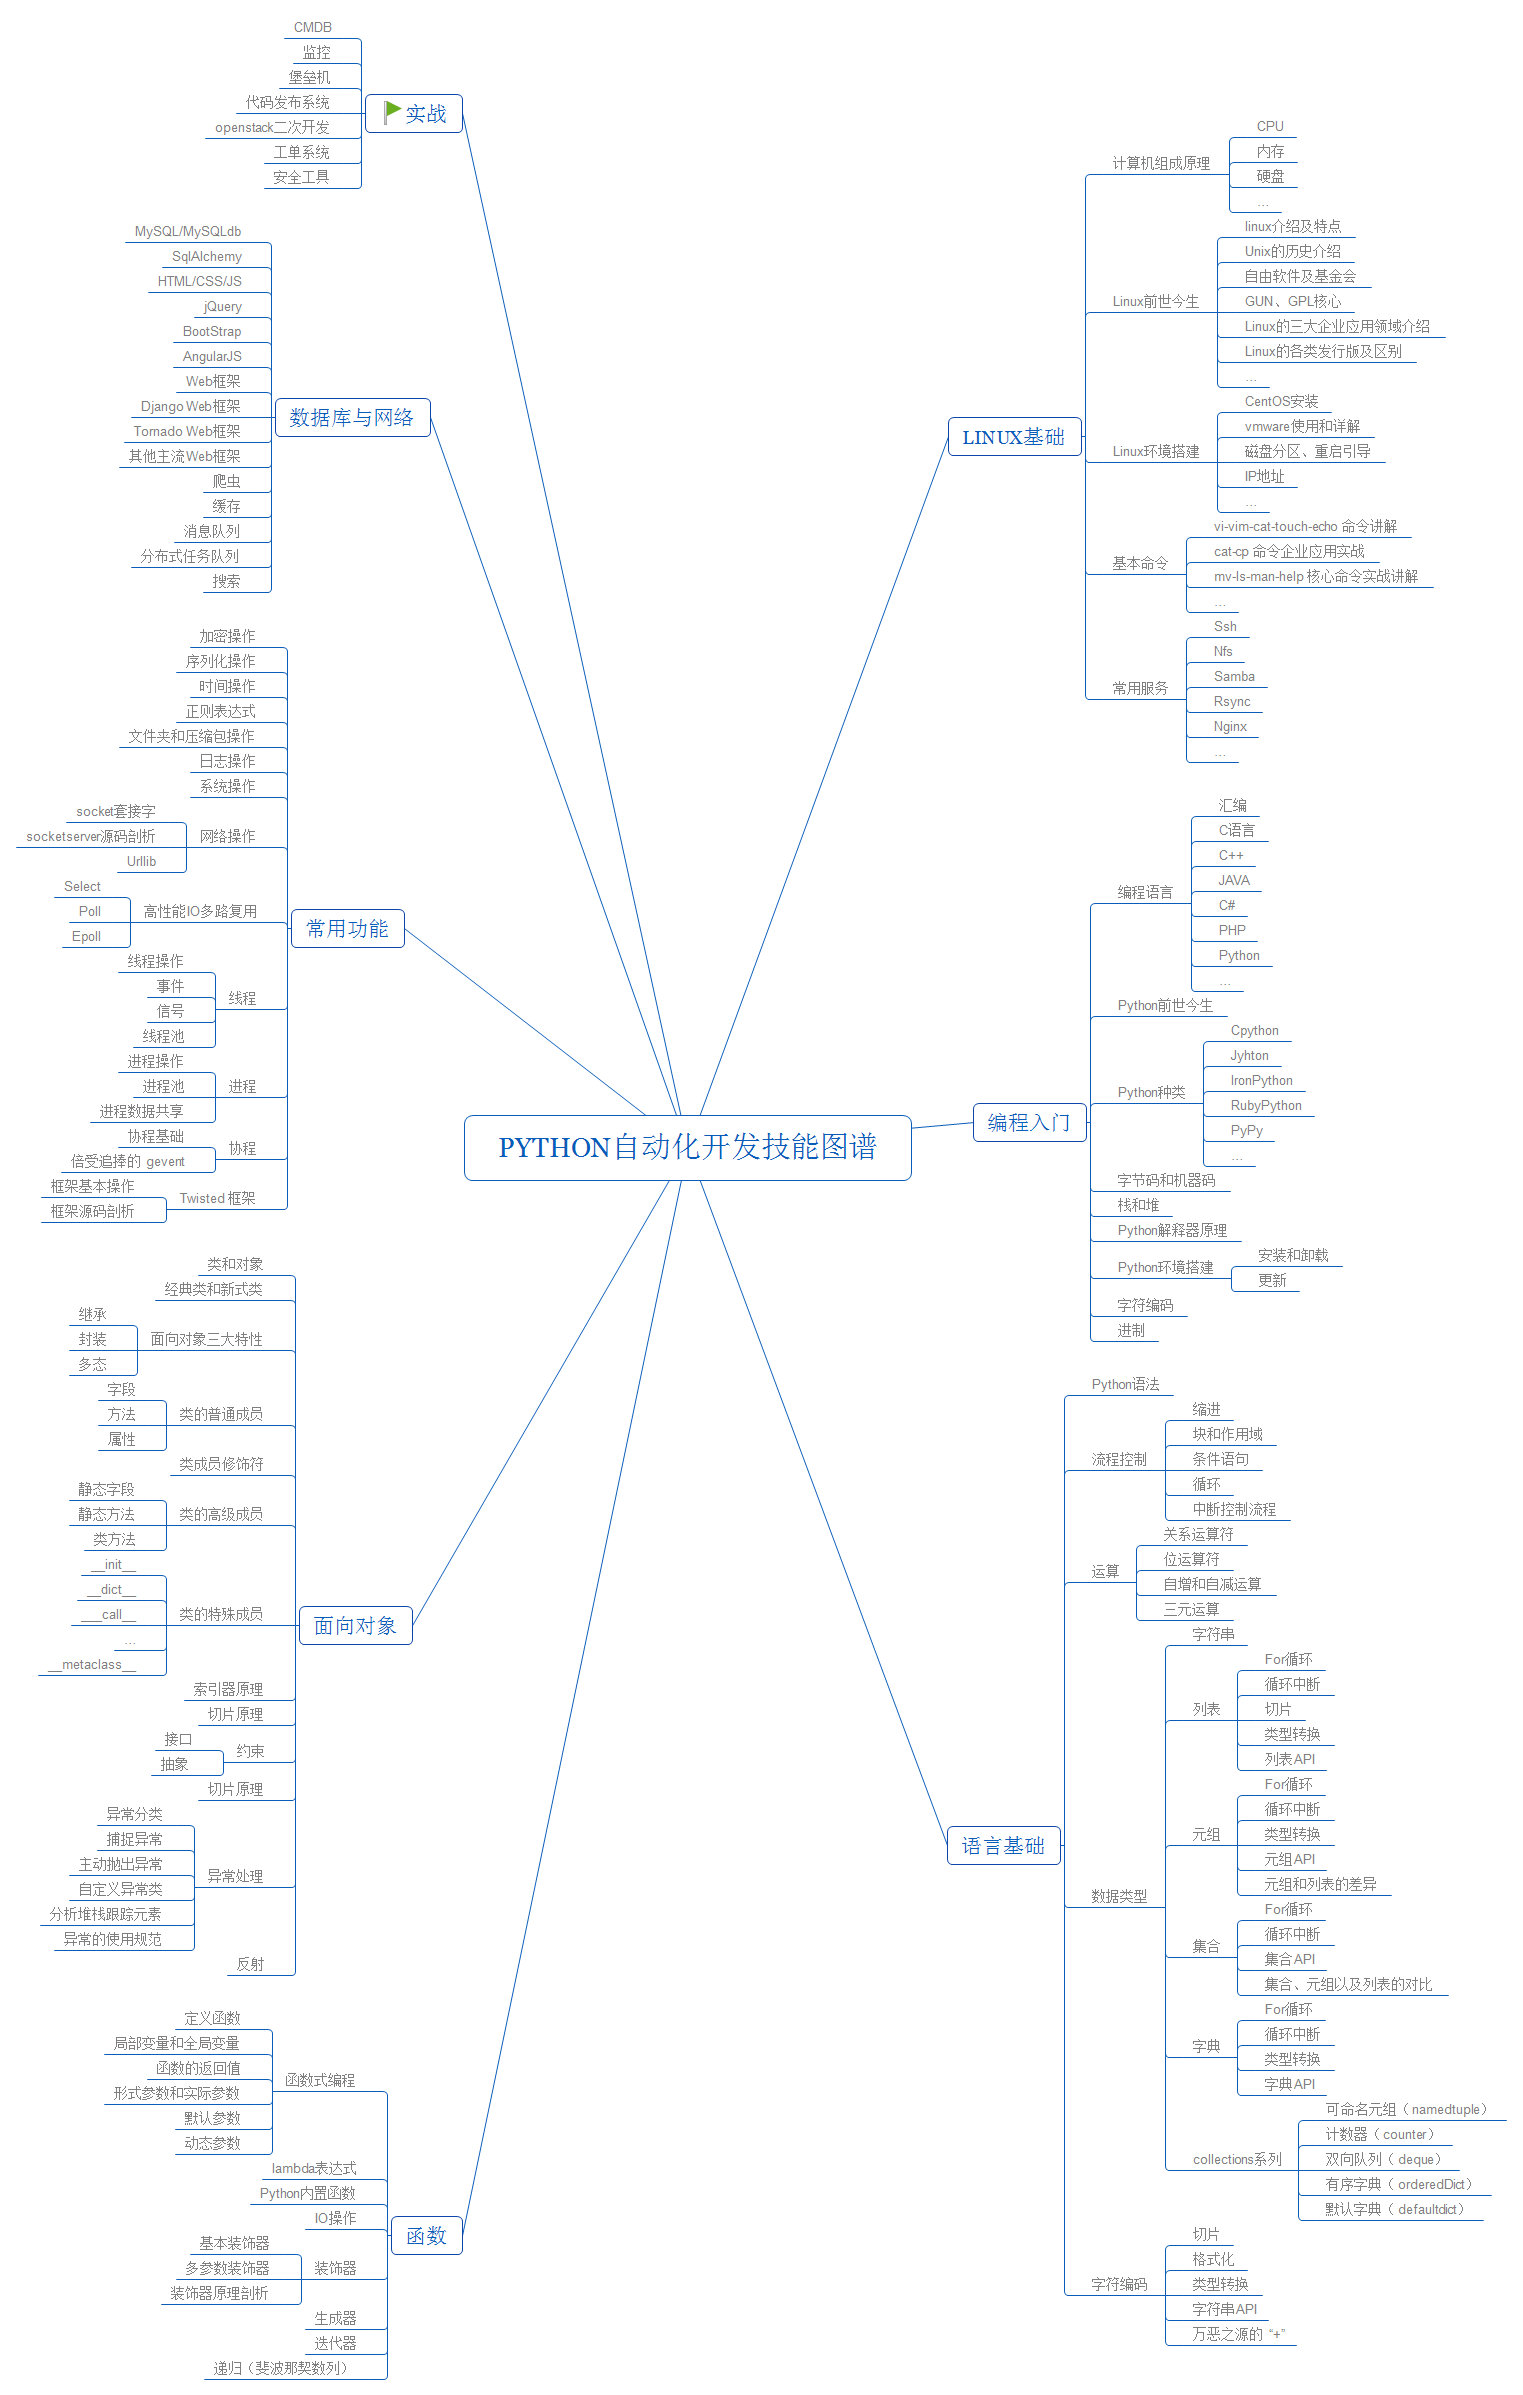 PYTHON自动化开发技能图谱
LINUX基础
计算机组成原理
CPU
内存
硬盘
...
Linux前世今生
linux介绍及特点
Unix的历史介绍
自由软件及基金会
GUN、GPL核心
Linux的三大企业应用领域介绍
Linux的各类发行版及区别
...
Linux环境搭建
CentOS安装
vmware使用和详解
磁盘分区、重启引导
IP地址
...
基本命令
vi-vim-cat-touch-echo 命令讲解
cat-cp 命令企业应用实战
mv-ls-man-help 核心命令实战讲解
...
常用服务
Ssh
Nfs
Samba
Rsync
Nginx
...
编程入门
编程语言
汇编
C语言
C++
JAVA
C#
PHP
Python
...
Python前世今生
Python种类
Cpython
Jyhton
IronPython
RubyPython
PyPy
...
字节码和机器码
栈和堆
Python解释器原理
Python环境搭建
安装和卸载
更新
字符编码
进制
语言基础
Python语法
流程控制
缩进
块和作用域
条件语句
循环
中断控制流程
运算
关系运算符
位运算符
自增和自减运算
三元运算
数据类型
字符串
列表
For循环
循环中断
切片
类型转换
列表API
元组
For循环
循环中断
类型转换
元组API
元组和列表的差异
集合
For循环
循环中断
集合API
集合、元组以及列表的对比
字典
For循环
循环中断
类型转换
字典API
collections系列
可命名元组（namedtuple）
计数器（counter）
双向队列（ deque）
有序字典（ orderedDict）
默认字典（ defaultdict）
字符编码
切片
格式化
类型转换
字符串API
万恶之源的 “+”
实战
CMDB
监控
堡垒机
代码发布系统
openstack二次开发
工单系统
安全工具
数据库与网络
MySQL/MySQLdb
SqlAlchemy
HTML/CSS/JS
jQuery
BootStrap
AngularJS
Web框架
Django Web框架
Tornado Web框架
其他主流Web框架
爬虫
缓存
消息队列
分布式任务队列
搜索
常用功能
加密操作
序列化操作
时间操作
正则表达式
文件夹和压缩包操作
日志操作
系统操作
网络操作
socket套接字
socketserver源码剖析
Urllib
高性能IO多路复用
Select
Poll
Epoll
线程
线程操作
事件
信号
线程池
进程
进程操作
进程池
进程数据共享
协程
协程基础
倍受追捧的 gevent
Twisted 框架
框架基本操作
框架源码剖析
面向对象
类和对象
经典类和新式类
面向对象三大特性
继承
封装
多态
类的普通成员
字段
方法
属性
类成员修饰符
类的高级成员
静态字段
静态方法
类方法
类的特殊成员
__init__
__dict__
___call__
...
__metaclass__
索引器原理
切片原理
约束
接口
抽象
切片原理
异常处理
异常分类
捕捉异常
主动抛出异常
自定义异常类
分析堆栈跟踪元素
异常的使用规范
反射
函数
函数式编程
定义函数
局部变量和全局变量
函数的返回值
形式参数和实际参数
默认参数
动态参数
lambda表达式
Python内置函数
IO操作
装饰器
基本装饰器
多参数装饰器
装饰器原理剖析
生成器
迭代器
递归（斐波那契数列）